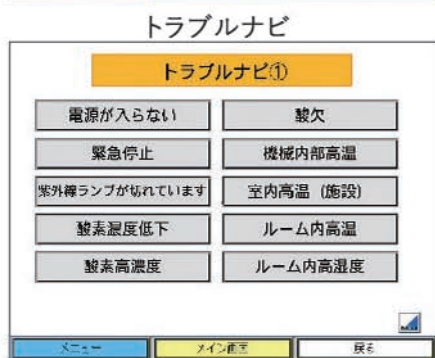 トラブルナビ
トラブルナビ①
電源が入らない
酸欠
緊急停止
機械内部高温
紫外線ランプが切れています
室内高温（施設）
酸素濃度低下
ルーム内高温
酸素高濃度
ルーム内高湿度
メニュー
メイン画面
戻る